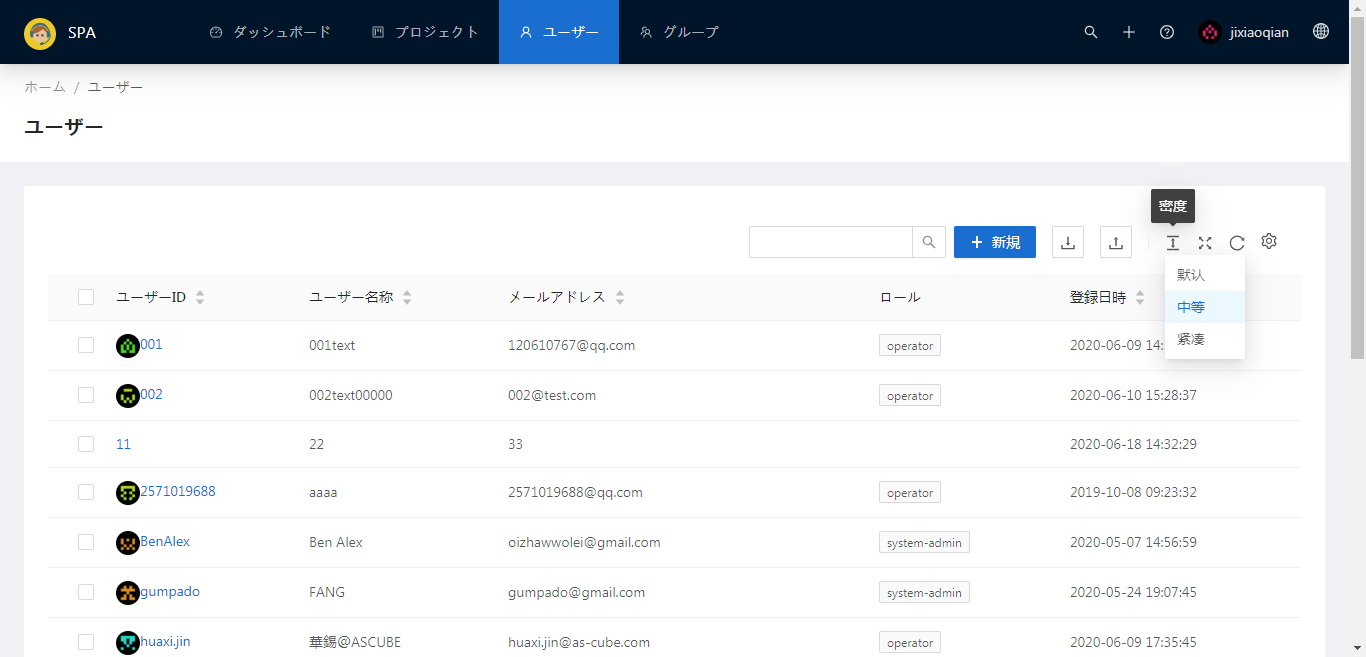 SPA ダッシュボード プロジェクト ユーザー グループ jixiaoqian
ホーム / ユーザー
ユーザー
密度
新規
默认
中等
紧凑
ユーザーID ユーザー名称 メールアドレス ロール 登録日時
001 001text 120610767@qq.com operator 2020-06-09 14:
002 002text00000 002@test.com operator 2020-06-10 15:28:37
11 22 33 2020-06-18 14:32:29
2571019688 aaaa 2571019688@qq.com operator 2019-10-08 09:23:32
BenAlex Ben Alex oizhawwolei@gmail.com system-admin 2020-05-07 14:56:59
gumpado FANG gumpado@gmail.com system-admin 2020-05-24 19:07:45
huaxi.jin 華錫@ASCUBE huaxi.jin@as-cube.com operator 2020-06-09 17:35:45